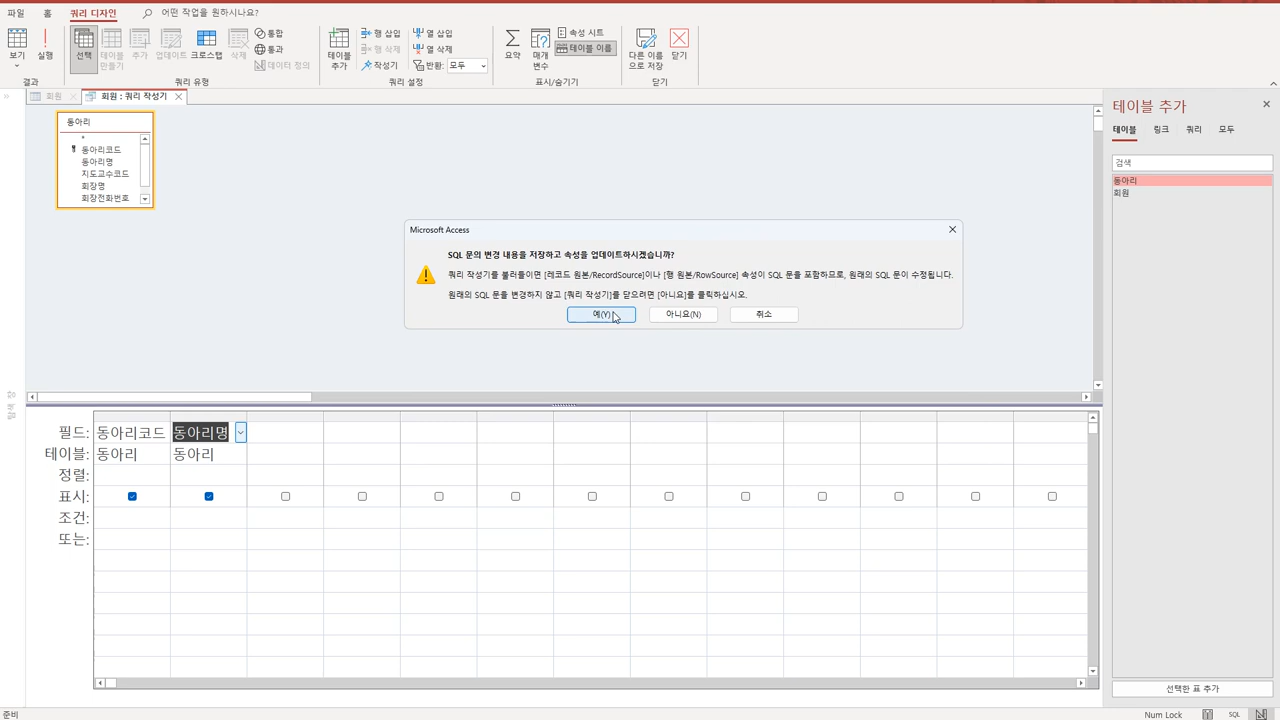 파일 홈 쿼리 디자인 어떤 작업을 원하시나요?
보기 실행 선택 테이블 만들기 추가 업데이트 크로스탭 삭제 통합 통과 데이터 정의
테이블 추가 행 삽입 행 삭제 작성기 열 삽입 열 삭제 반환: 모두
요약 매개 변수 속성 시트 테이블 이름 다른 이름으로 저장 닫기
결과 쿼리 유형 쿼리 설정 표시/숨기기 닫기
회원 회원 : 쿼리 작성기
동아리
*
동아리코드
동아리명
지도교수코드
회장명
회장전화번호
Microsoft Access
SQL 문의 변경 내용을 저장하고 속성을 업데이트하시겠습니까?
쿼리 작성기를 불러들이면 [레코드 원본/RecordSource]이나 [행 원본/RowSource] 속성이 SQL 문을 포함하므로, 원래의 SQL 문이 수정됩니다.
원래의 SQL 문을 변경하지 않고 [쿼리 작성기]를 닫으려면 [아니요]를 클릭하십시오.
예(Y) 아니요(N) 취소
테이블 추가
테이블 링크 쿼리 모두
검색
동아리
회원
선택한 표 추가
탐색 창
필드: 동아리코드 동아리명
테이블: 동아리 동아리
정렬:
표시:
조건:
또는:
준비 Num Lock SQL